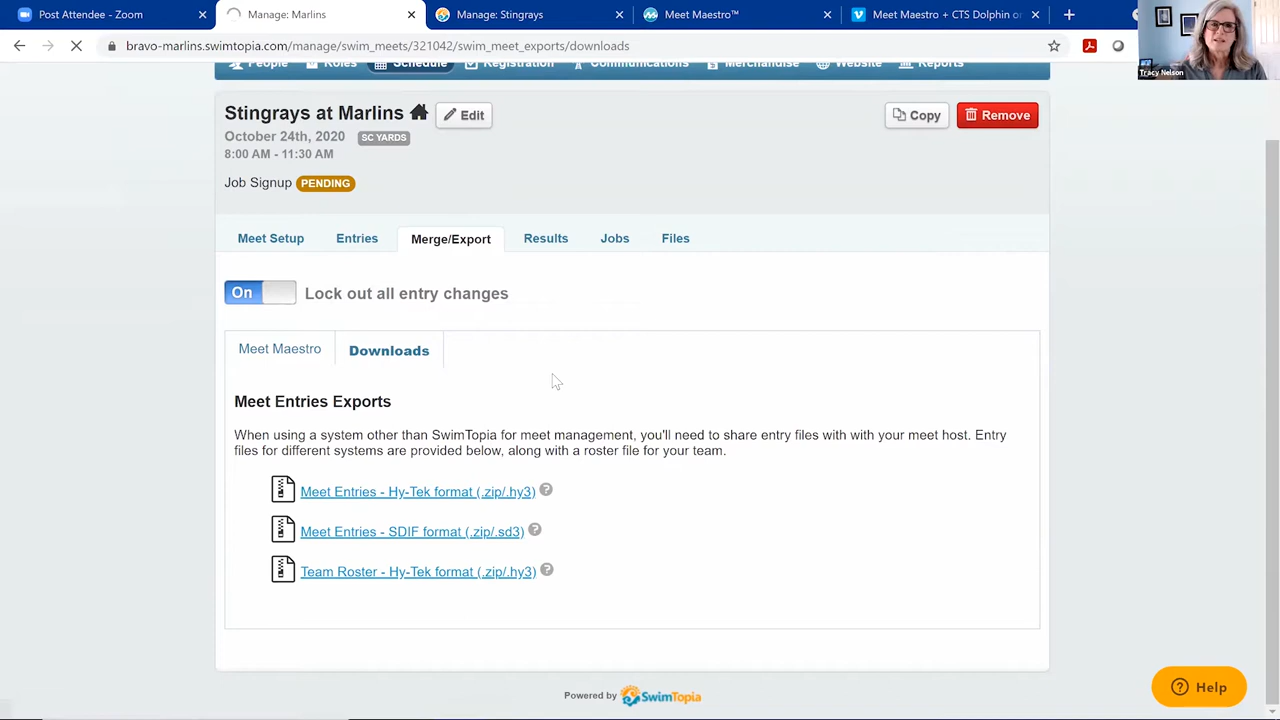 Post Attendee - Zoom
Manage: Marlins
Manage: Stingrays
Meet Maestro™
Meet Maestro + CTS Dolphin or
bravo-marlins.swimtopia.com/manage/swim_meets/321042/swim_meet_exports/downloads
Tracy Nelson
People
Roles
Schedule
Registration
Communications
Merchandise
Website
Reports
Stingrays at Marlins
Edit
Copy
Remove
October 24th, 2020
SC YARDS
8:00 AM - 11:30 AM
Job Signup PENDING
Meet Setup
Entries
Merge/Export
Results
Jobs
Files
On
Lock out all entry changes
Meet Maestro
Downloads
Meet Entries Exports
When using a system other than SwimTopia for meet management, you'll need to share entry files with with your meet host. Entry
files for different systems are provided below, along with a roster file for your team.
Meet Entries - Hy-Tek format (.zip/.hy3) ?
Meet Entries - SDIF format (.zip/.sd3) ?
Team Roster - Hy-Tek format (.zip/.hy3) ?
Powered by SwimTopia
? Help